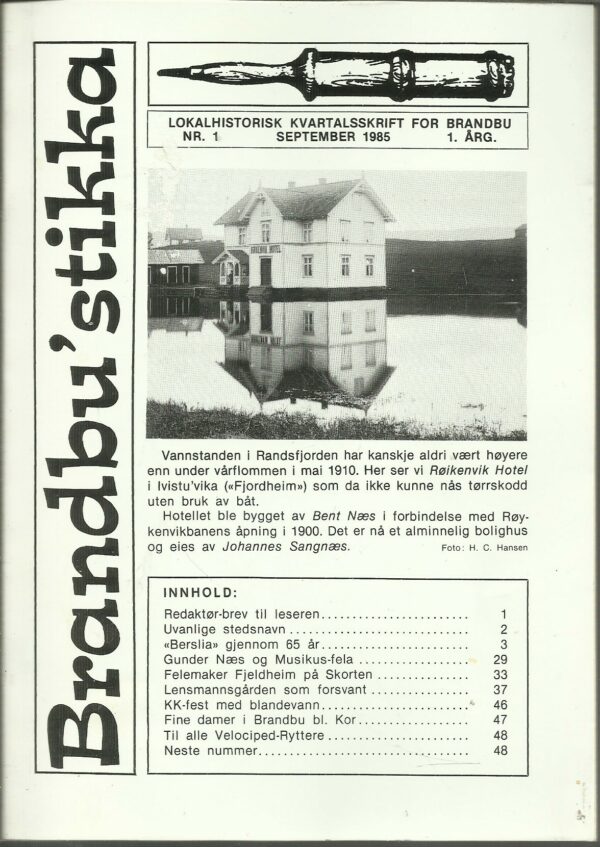 Brandbu'stikka
LOKALHISTORISK KVARTALSSKRIFT FOR BRANDBU
NR. 1 SEPTEMBER 1985 1. ÅRG.
RØIKENVIK HOTEL
Vannstanden i Randsfjorden har kanskje aldri vært høyere
enn under vårflommen i mai 1910. Her ser vi Røikenvik Hotel
i Ivistu'vika («Fjordheim») som da ikke kunne nås tørrskodd
uten bruk av båt.
Hotellet ble bygget av Bent Næs i forbindelse med Røy-
kenvikbanens åpning i 1900. Det er nå et alminnelig bolighus
og eies av Johannes Sangnæs. Foto: H. C. Hansen
INNHOLD:
Redaktør-brev til leseren........................ 1
Uvanlige stedsnavn ............................. 2
«Berslia» gjennom 65 år........................ 3
Gunder Næs og Musikus-fela .................. 29
Felemaker Fjeldheim på Skorten ............... 33
Lensmannsgården som forsvant ................ 37
KK-fest med blandevann........................ 46
Fine damer i Brandbu bl. Kor................... 47
Til alle Velociped-Ryttere ....................... 48
Neste nummer.................................. 48